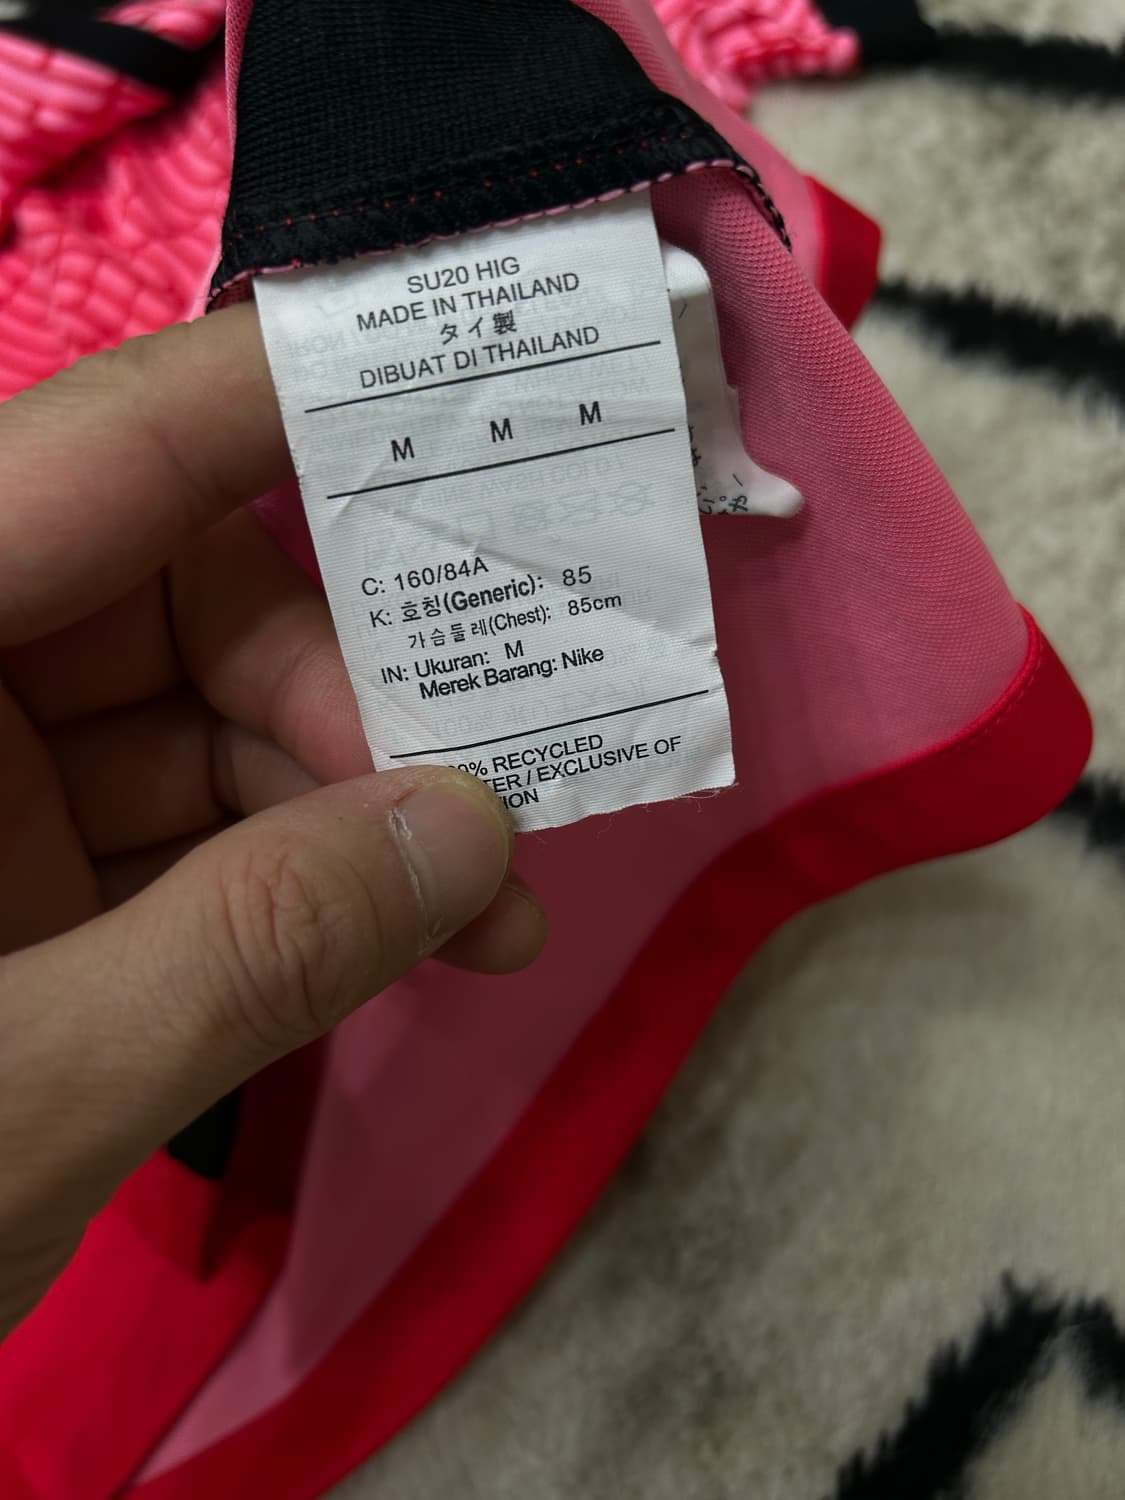 SU20 HIG
MADE IN THAILAND
タイ製
DIBUAT DI THAILAND
M M M
C: 160/84A
K: 호칭(Generic): 85
가슴둘레(Chest): 85cm
IN: Ukuran: M
Merek Barang: Nike
RECYCLED
/ EXCLUSIVE OF